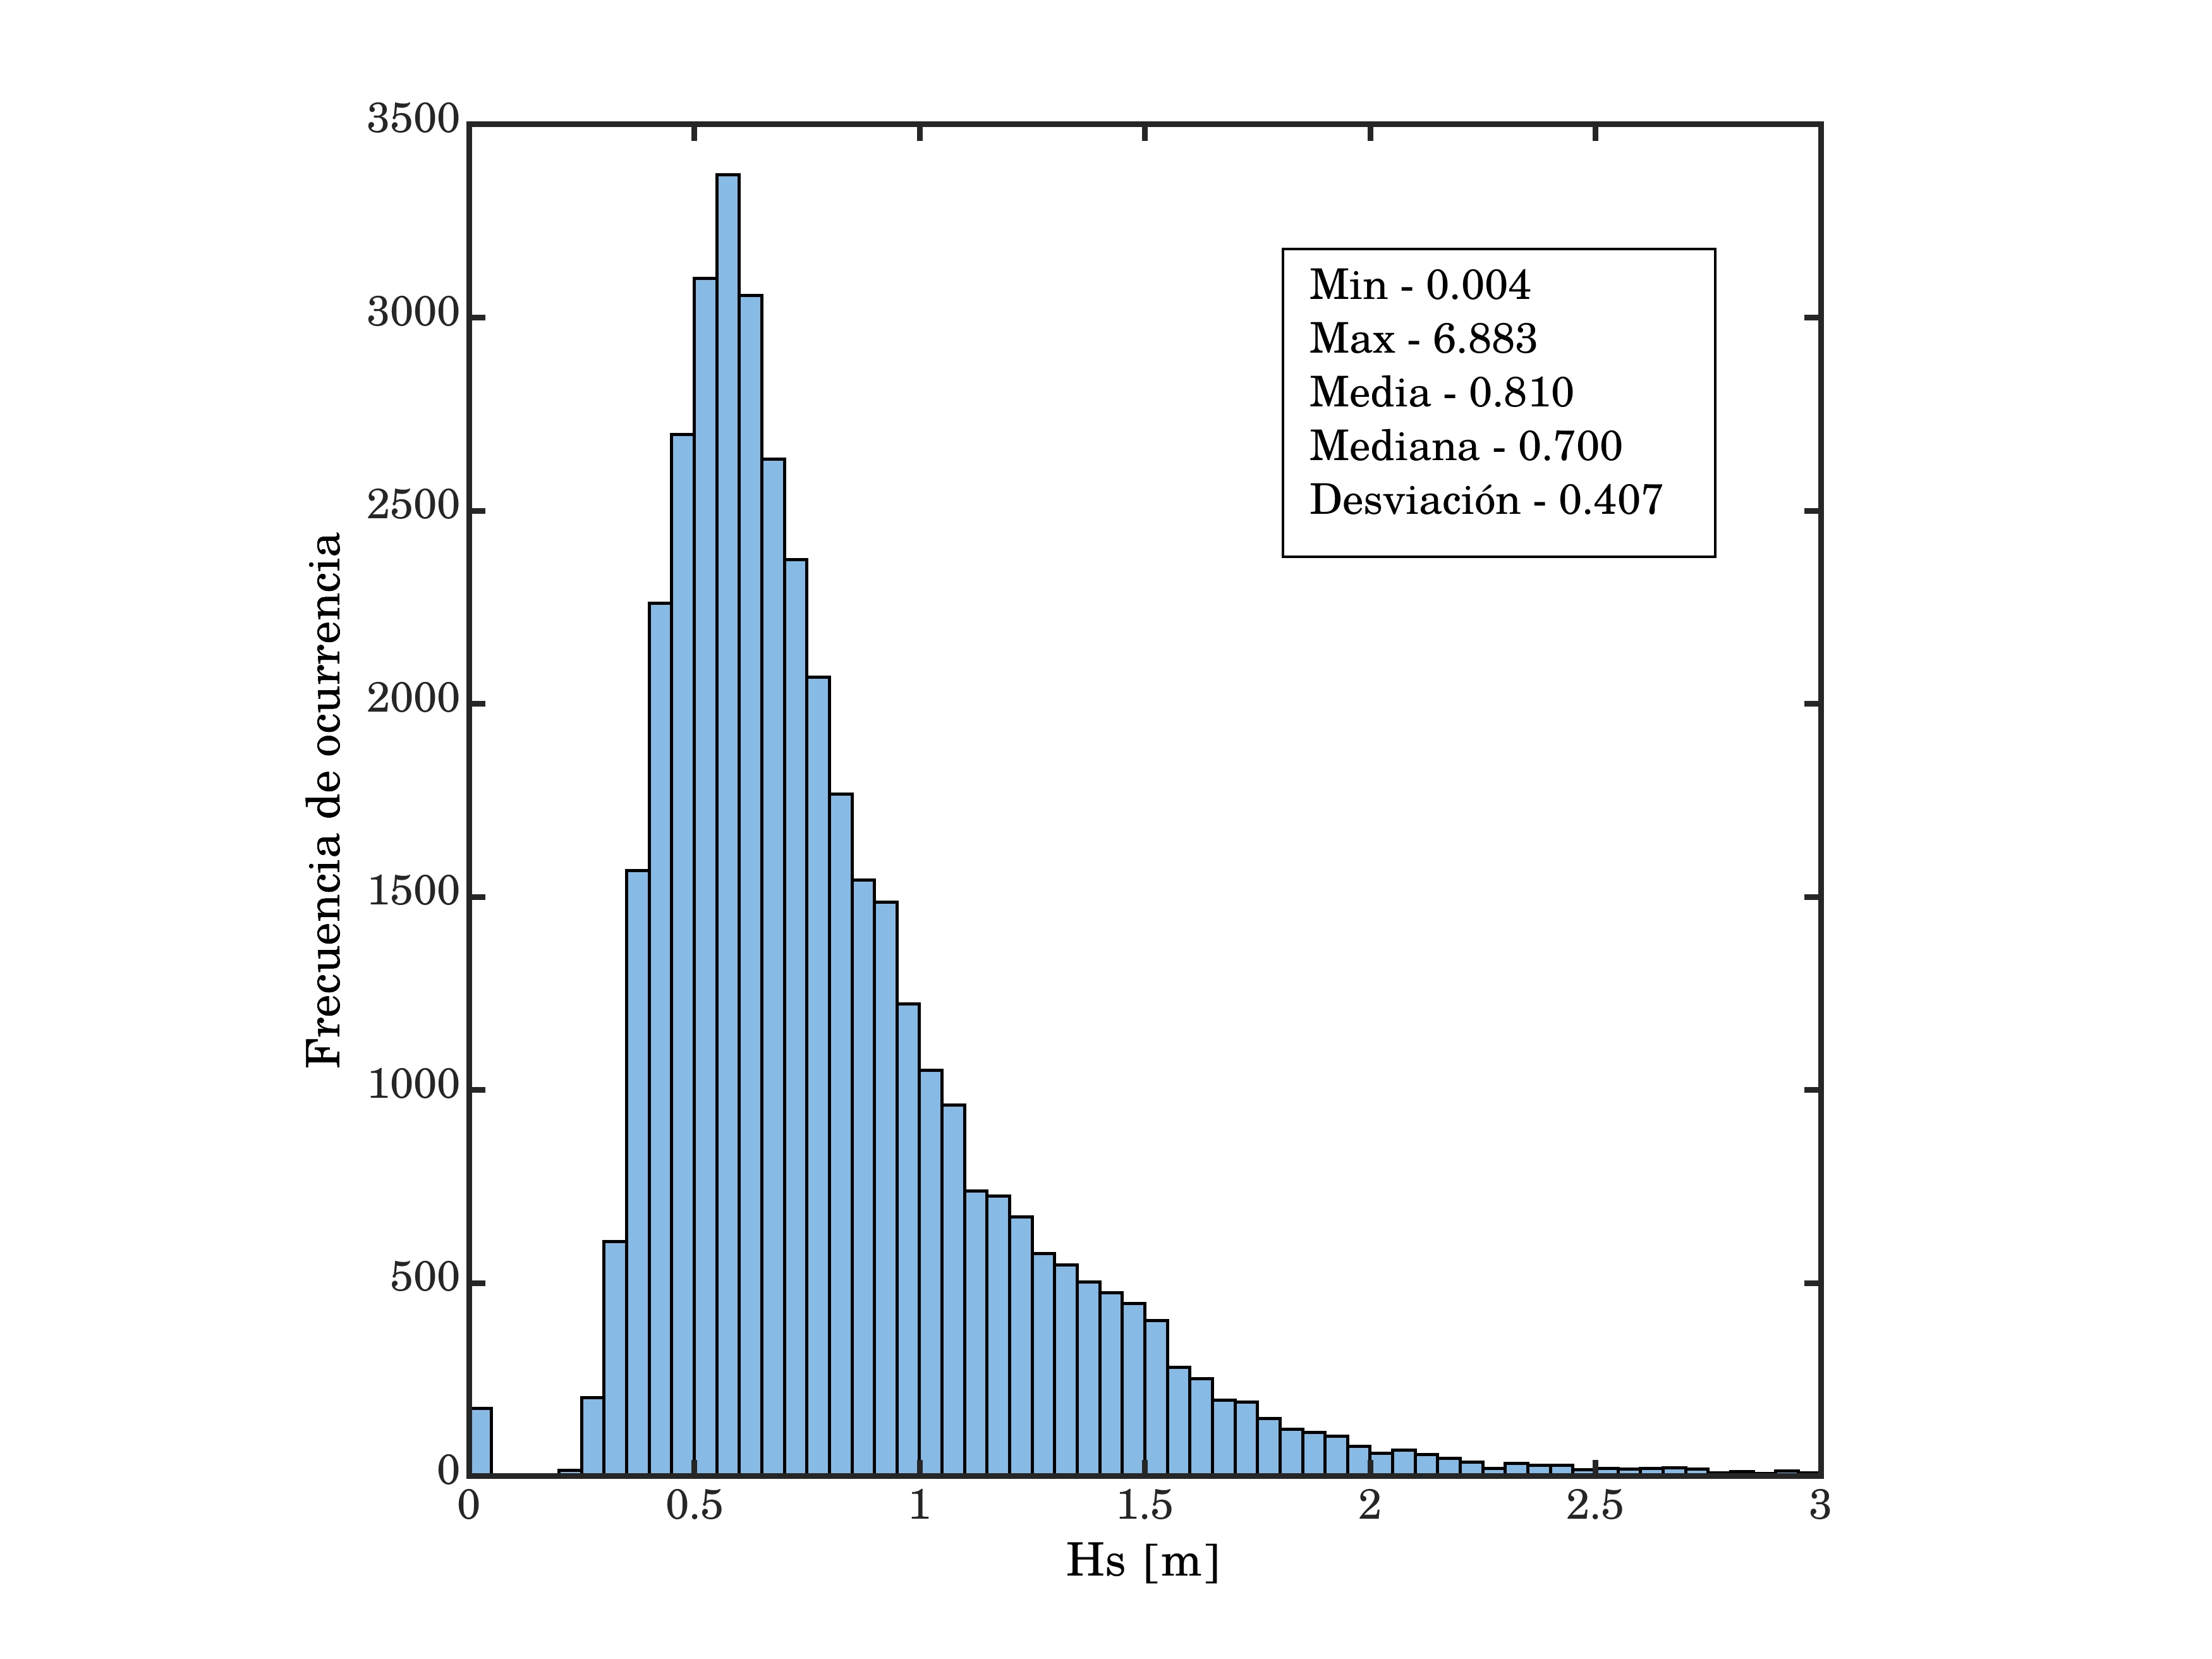 3500
3000
2500
2000
1500
1000
500
0
Frecuencia de ocurrencia
Min - 0.004
Max - 6.883
Media - 0.810
Mediana - 0.700
Desviación - 0.407
0 0.5 1 1.5 2 2.5 3
Hs [m]